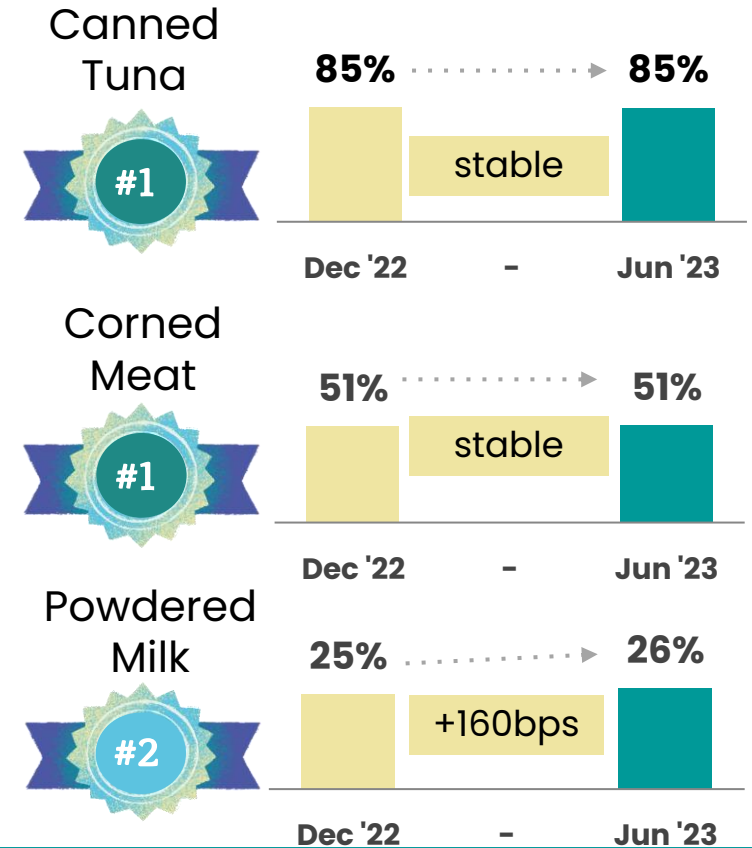 Canned
Tuna
#1
85%
85%
stable
Dec '22 - Jun '23
Corned
Meat
#1
51%
51%
stable
Dec '22 - Jun '23
Powdered
Milk
#2
25%
26%
+160bps
Dec '22 - Jun '23